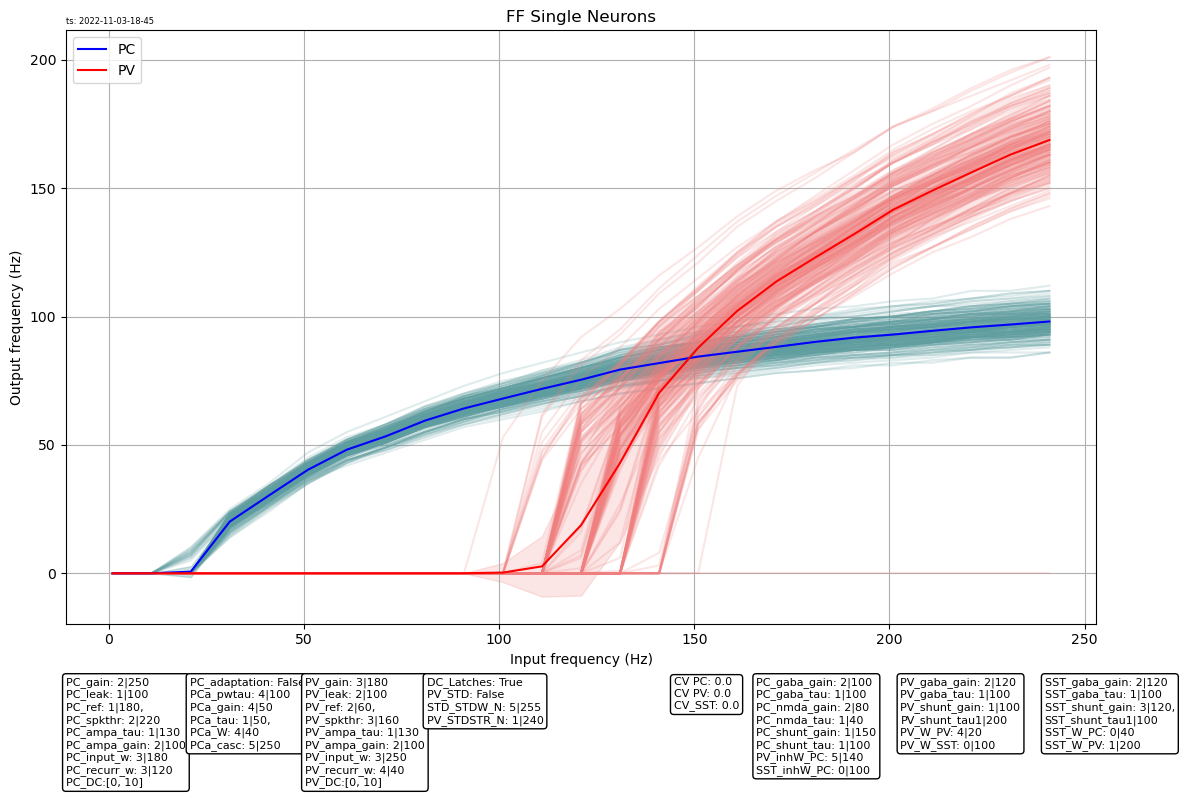 ts: 2022-11-03-18-45
FF Single Neurons
PC
PV
200
150
100
50
0
Output frequency (Hz)
0
50
100
150
200
250
Input frequency (Hz)
PC_gain: 2|250
PC_leak: 1|100
PC_ref: 1|180,
PC_spkthr: 2|220
PC_ampa_tau: 1|130
PC_ampa_gain: 2|100
PC_input_w: 3|180
PC_recurr_w: 3|120
PC_DC:[0, 10]
PC_adaptation: False
PCa_pwtau: 4|100
PCa_gain: 4|50
PCa_tau: 1|50,
PCa_W: 4|40
PCa_casc: 5|250
PV_gain: 3|180
PV_leak: 2|100
PV_ref: 2|60,
PV_spkthr: 3|160
PV_ampa_tau: 1|130
PV_ampa_gain: 2|100
PV_input_w: 3|250
PV_recurr_w: 4|40
PV_DC:[0, 10]
DC_Latches: True
PV_STD: False
STD_STDW_N: 5|255
PV_STDSTR_N: 1|240
CV PC: 0.0
CV PV: 0.0
CV_SST: 0.0
PC_gaba_gain: 2|100
PC_gaba_tau: 1|100
PC_nmda_gain: 2|80
PC_nmda_tau: 1|40
PC_shunt_gain: 1|150
PC_shunt_tau: 1|100
PV_inhW_PC: 5|140
SST_inhW_PC: 0|100
PV_gaba_gain: 2|120
PV_gaba_tau: 1|100
PV_shunt_gain: 1|100
PV_shunt_tau1|200
PV_W_PV: 4|20
PV_W_SST: 0|100
SST_gaba_gain: 2|120
SST_gaba_tau: 1|100
SST_shunt_gain: 3|120,
SST_shunt_tau1|100
SST_W_PC: 0|40
SST_W_PV: 1|200